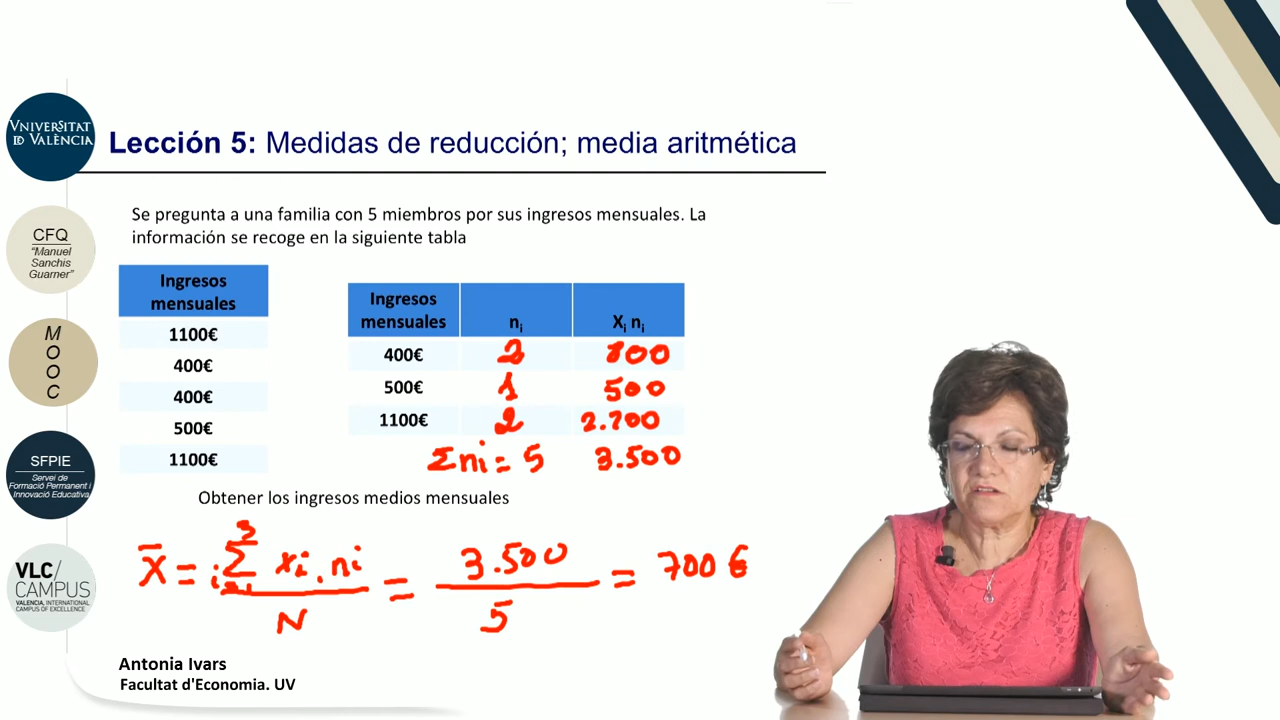 VNIVERSITAT
ID VALÈNCIA
Lección 5: Medidas de reducción; media aritmética
CFQ
"Manuel
Sanchis
Guarner"
M
O
O
C
SFPIE
Servei de
Formació Permanent i
Innovació Educativa
VLC/
CAMPUS
VALENCIA, INTERNATIONAL
CAMPUS OF EXCELLENCE
Se pregunta a una familia con 5 miembros por sus ingresos mensuales. La
información se recoge en la siguiente tabla
Ingresos
mensuales
1100€
400€
400€
500€
1100€
Ingresos mensuales nᵢ Xᵢ nᵢ
400€ 2 800
500€ 1 500
1100€ 2 2.200
Σni = 5 3.500
Obtener los ingresos medios mensuales
3
x̄ = Σ xi.ni = 3.500 = 700 €
i=1
N 5
Antonia Ivars
Facultat d'Economia. UV